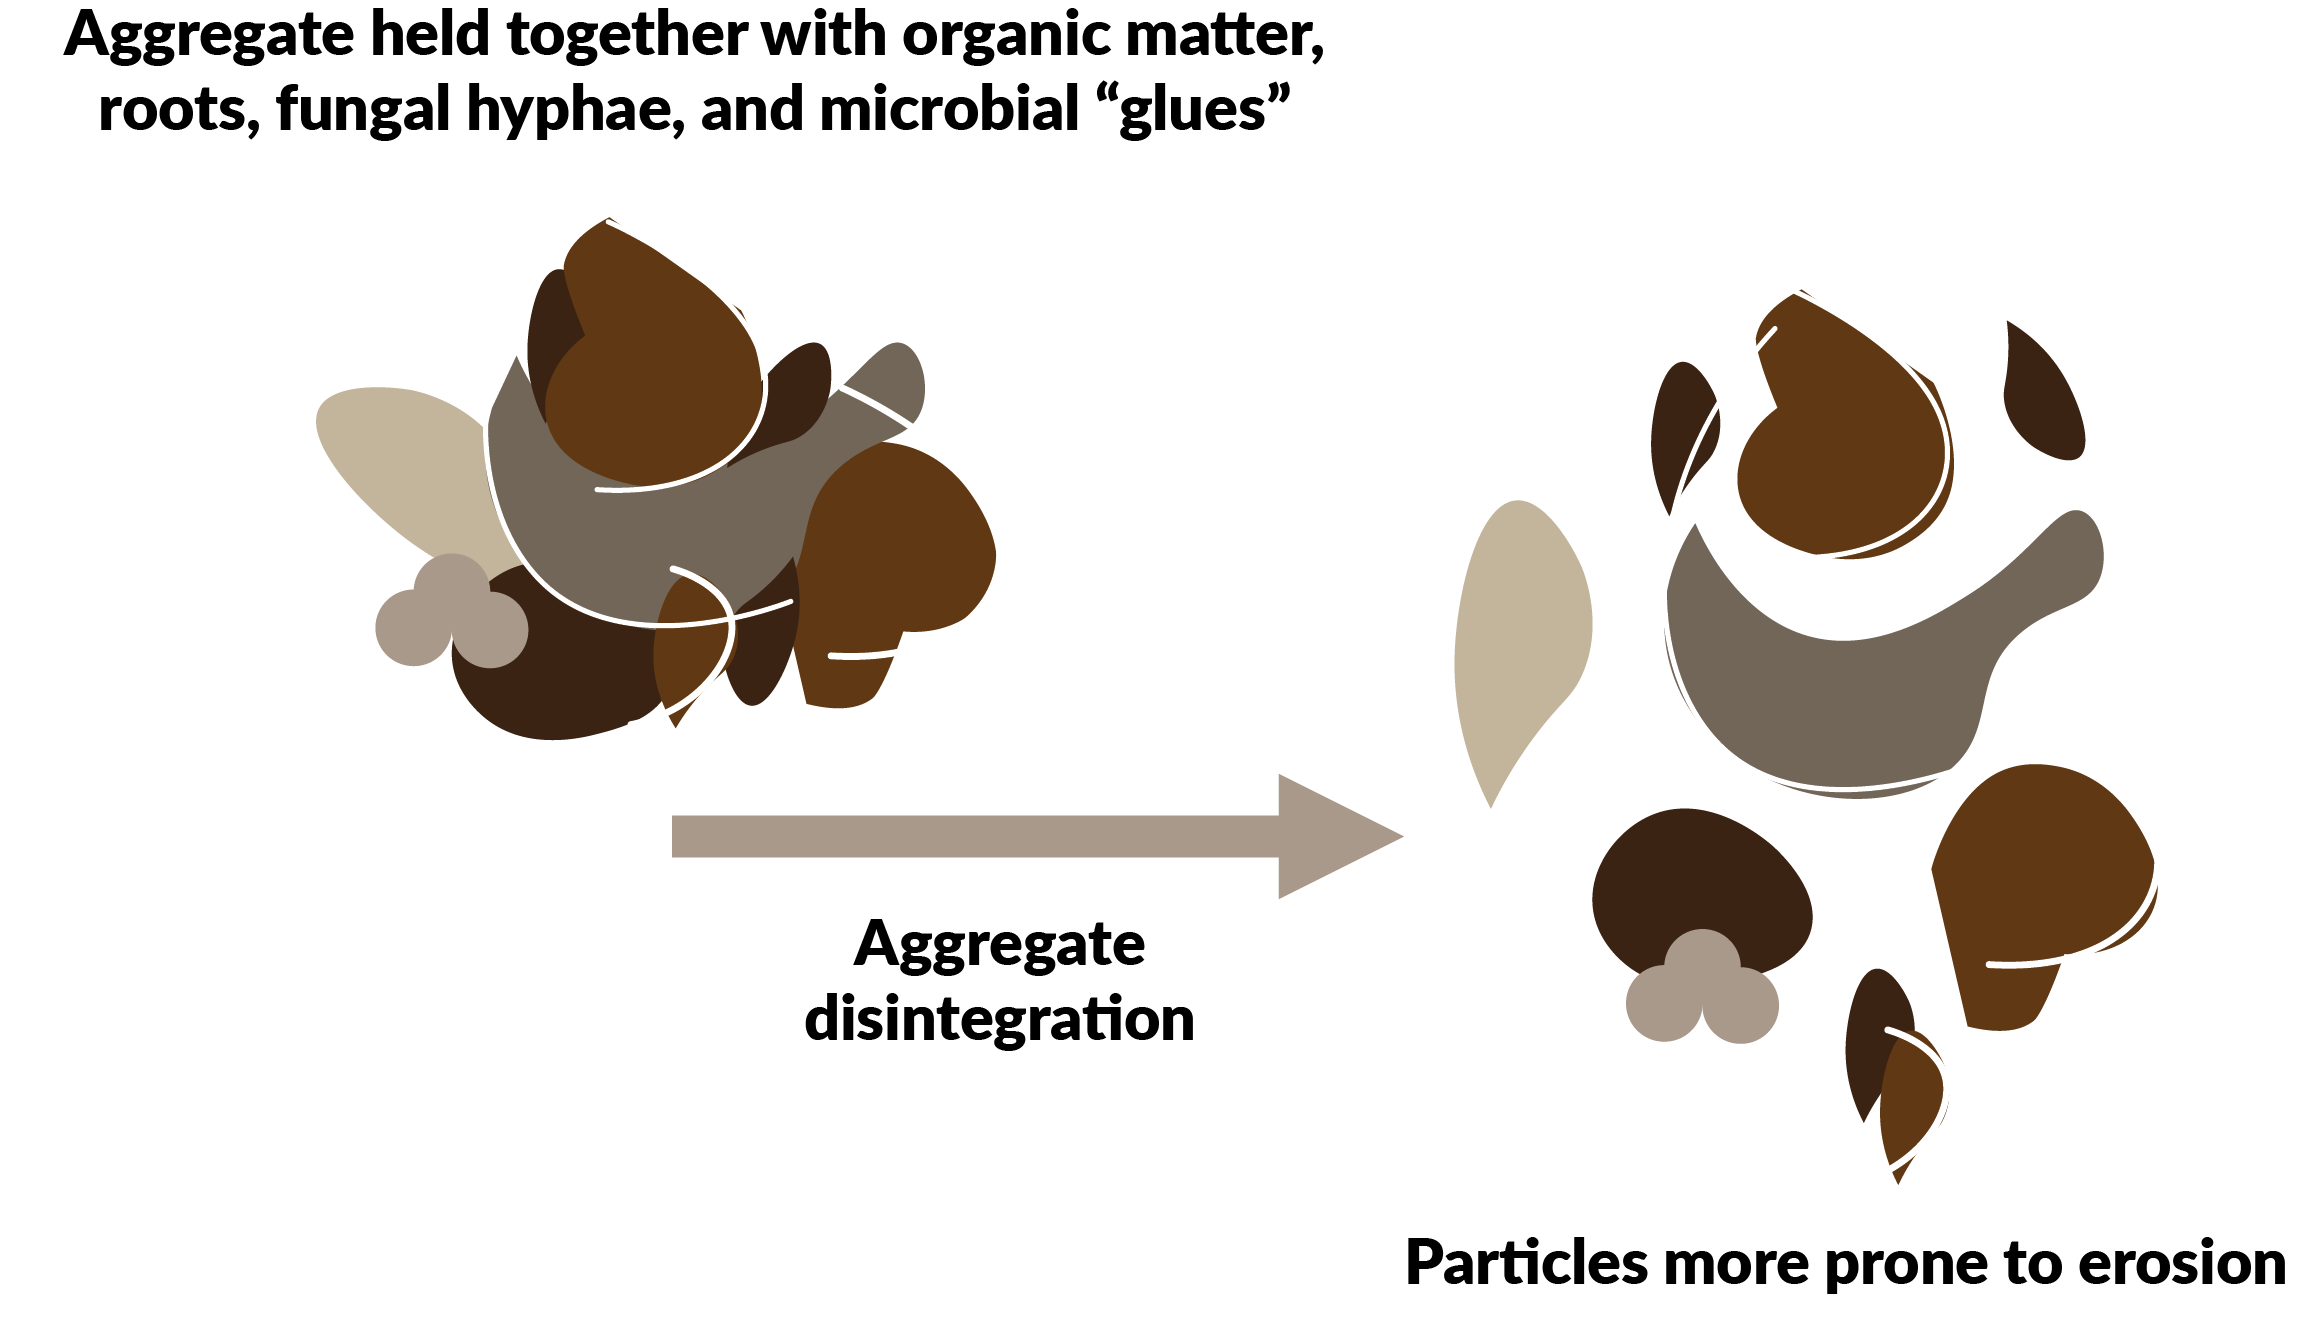 Aggregate held together with organic matter,
roots, fungal hyphae, and microbial “glues”
Aggregate
disintegration
Particles more prone to erosion